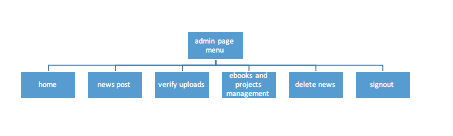 admin page
menu
home
news post
verify uploads
ebooks and
projects
management
delete news
signout